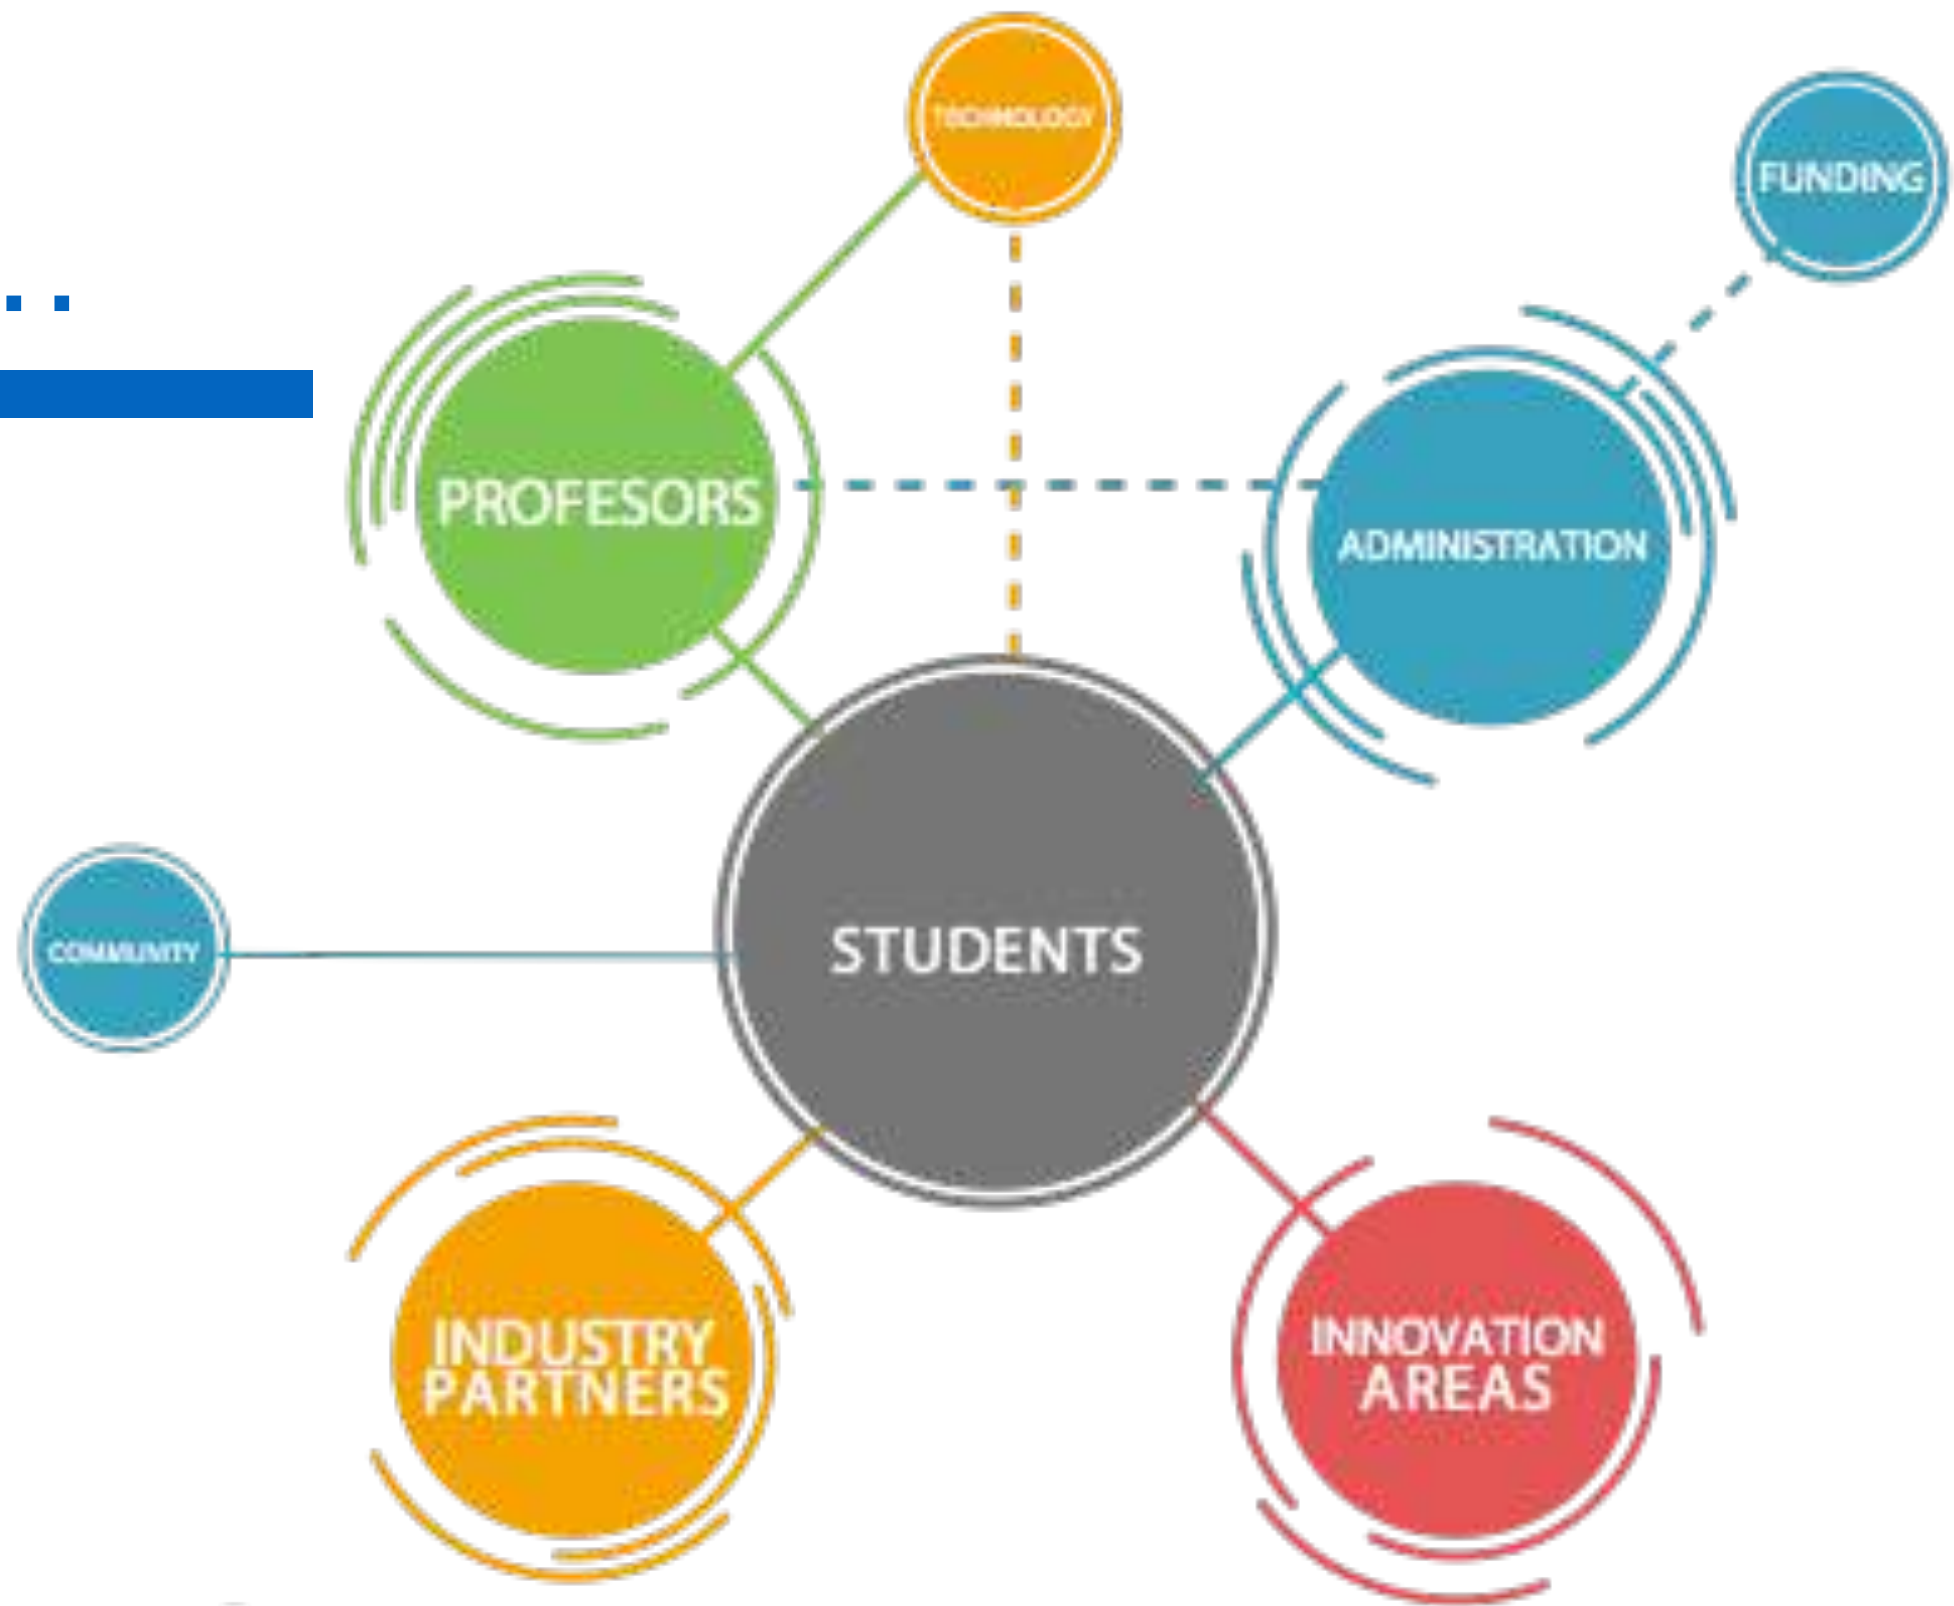 TECHNOLOGY
FUNDING
PROFESORS
ADMINISTRATION
STUDENTS
COMMUNITY
INDUSTRY
PARTNERS
INNOVATION
AREAS